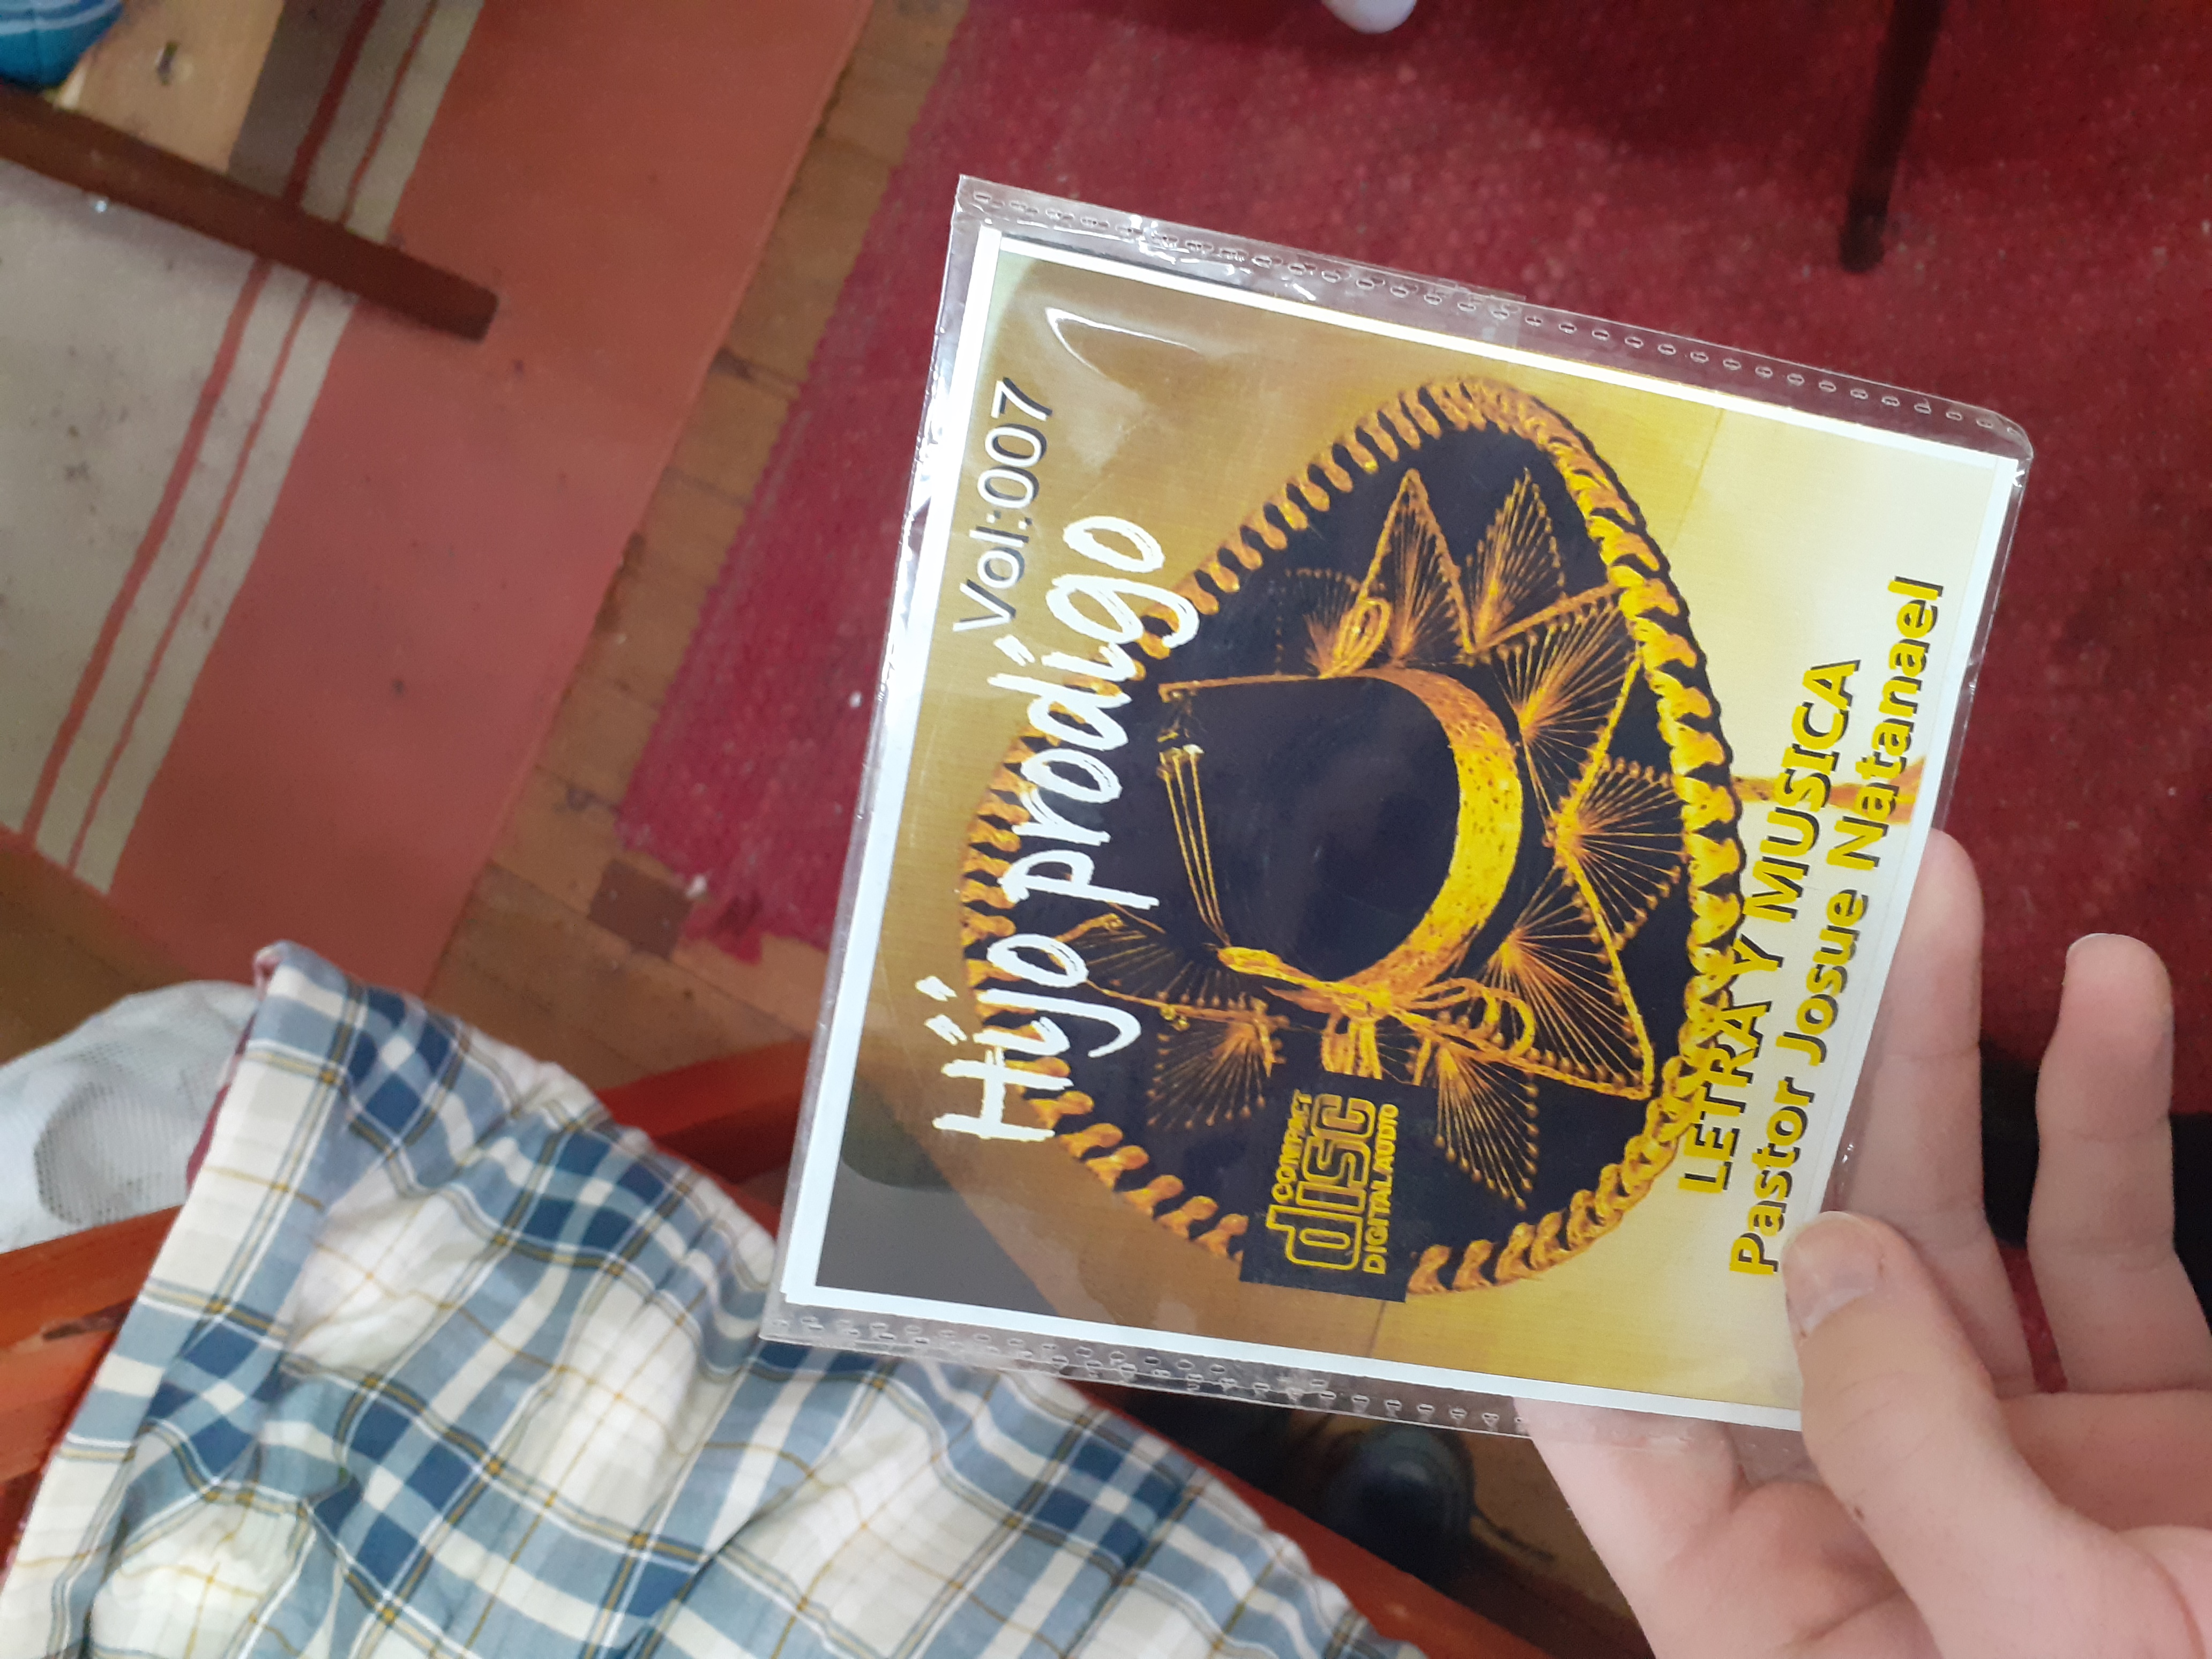 Hijo prodigo
Vol:007
COMPACT
disc
DIGITAL AUDIO
LETRA Y MUSICA
Pastor Josue Natanael